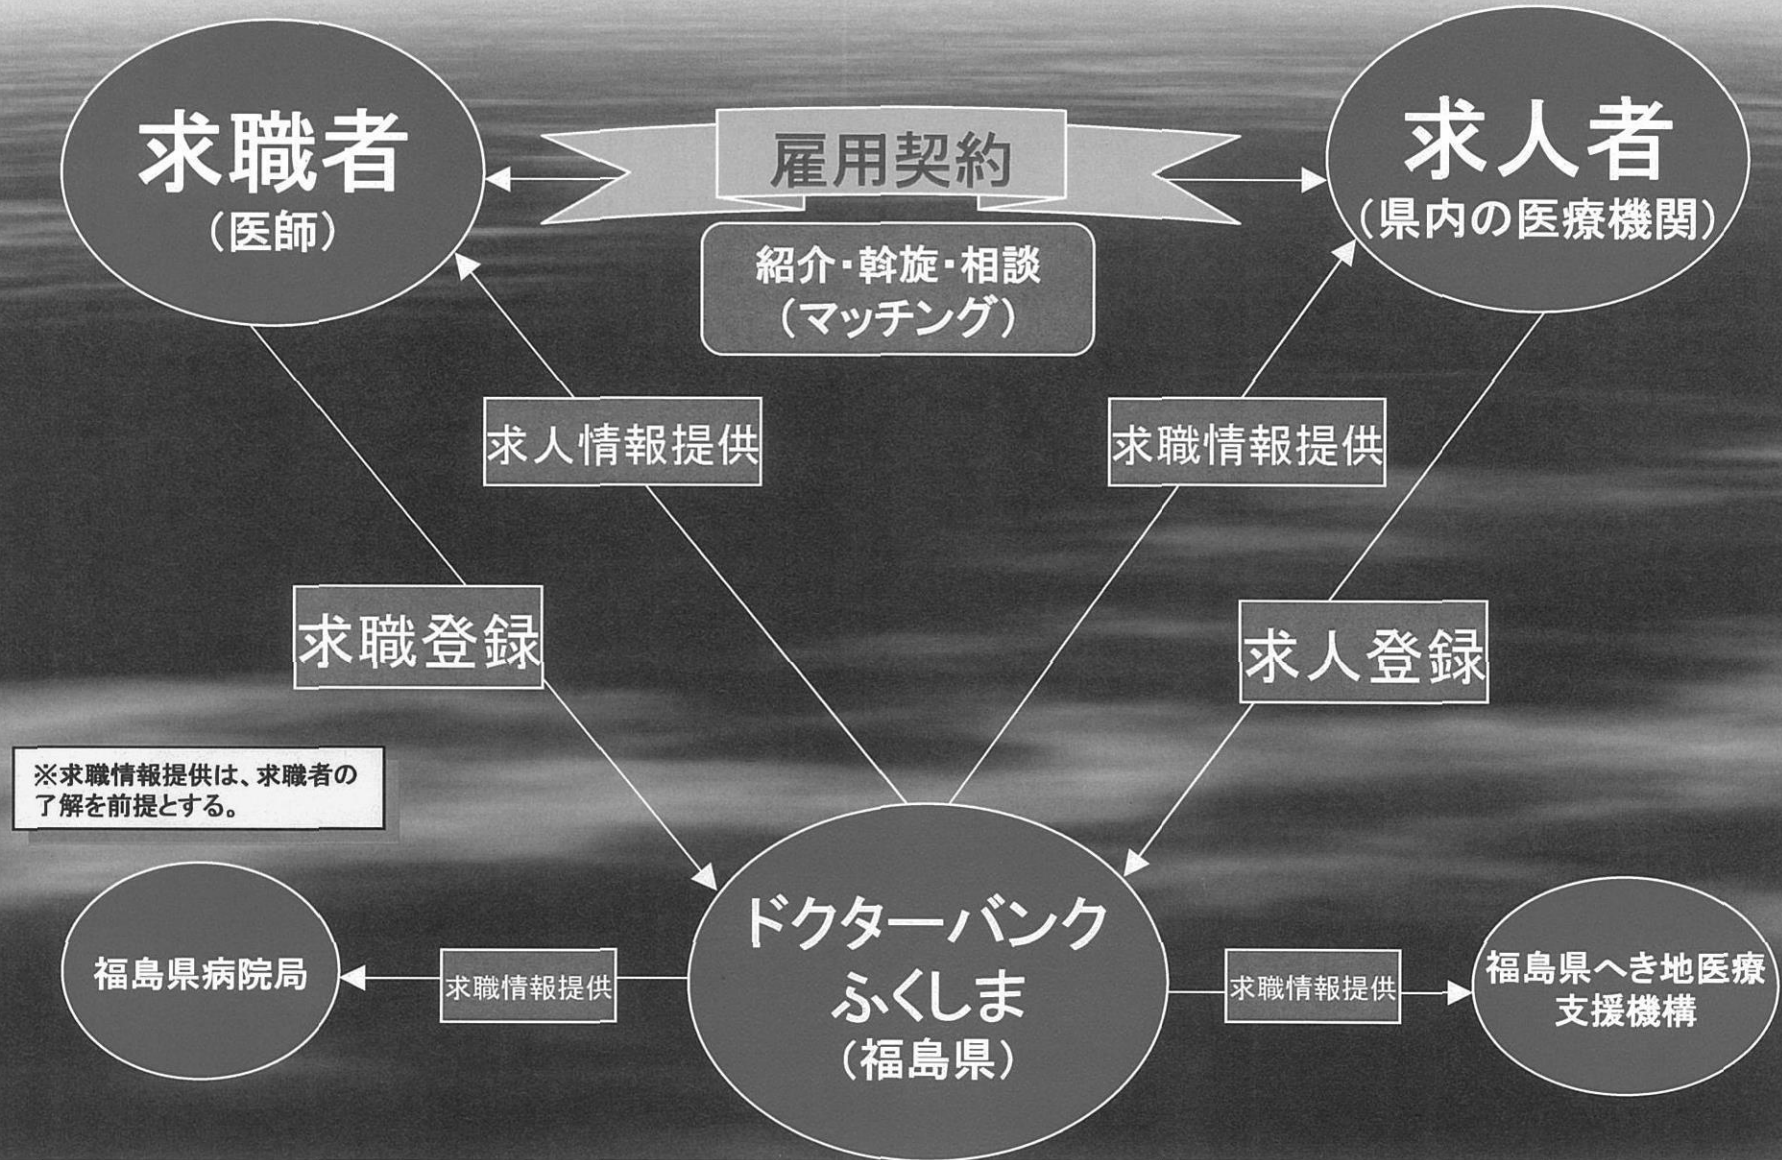 求職者
（医師）
雇用契約
求人者
（県内の医療機関）
紹介・斡旋・相談
（マッチング）
求人情報提供
求職情報提供
求職登録
求人登録
※求職情報提供は、求職者の
了解を前提とする。
福島県病院局
求職情報提供
ドクターバンク
ふくしま
（福島県）
求職情報提供
福島県へき地医療
支援機構